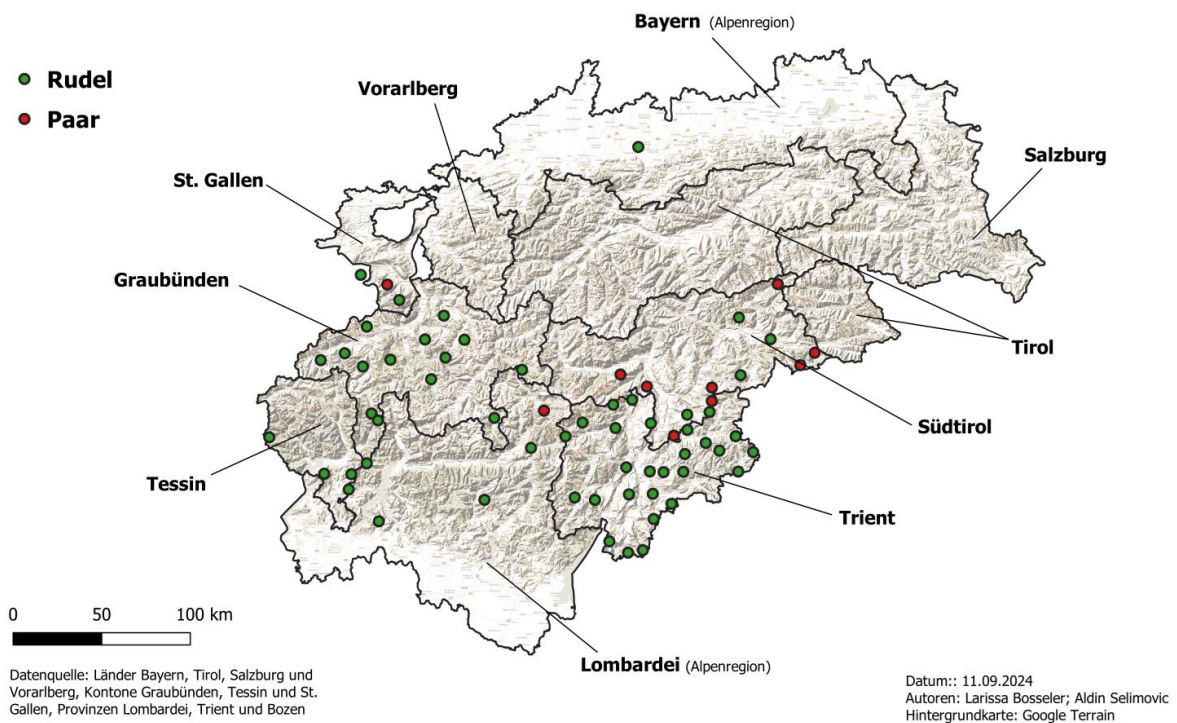 Bayern (Alpenregion)
Rudel
Paar
Vorarlberg
Salzburg
St. Gallen
Graubünden
Tirol
Südtirol
Tessin
Trient
0 50 100 km
Lombardei (Alpenregion)
Datenquelle: Länder Bayern, Tirol, Salzburg und
Vorarlberg, Kontone Graubünden, Tessin und St.
Gallen, Provinzen Lombardei, Trient und Bozen
Datum:: 11.09.2024
Autoren: Larissa Bosseler; Aldin Selimovic
Hintergrundkarte: Google Terrain